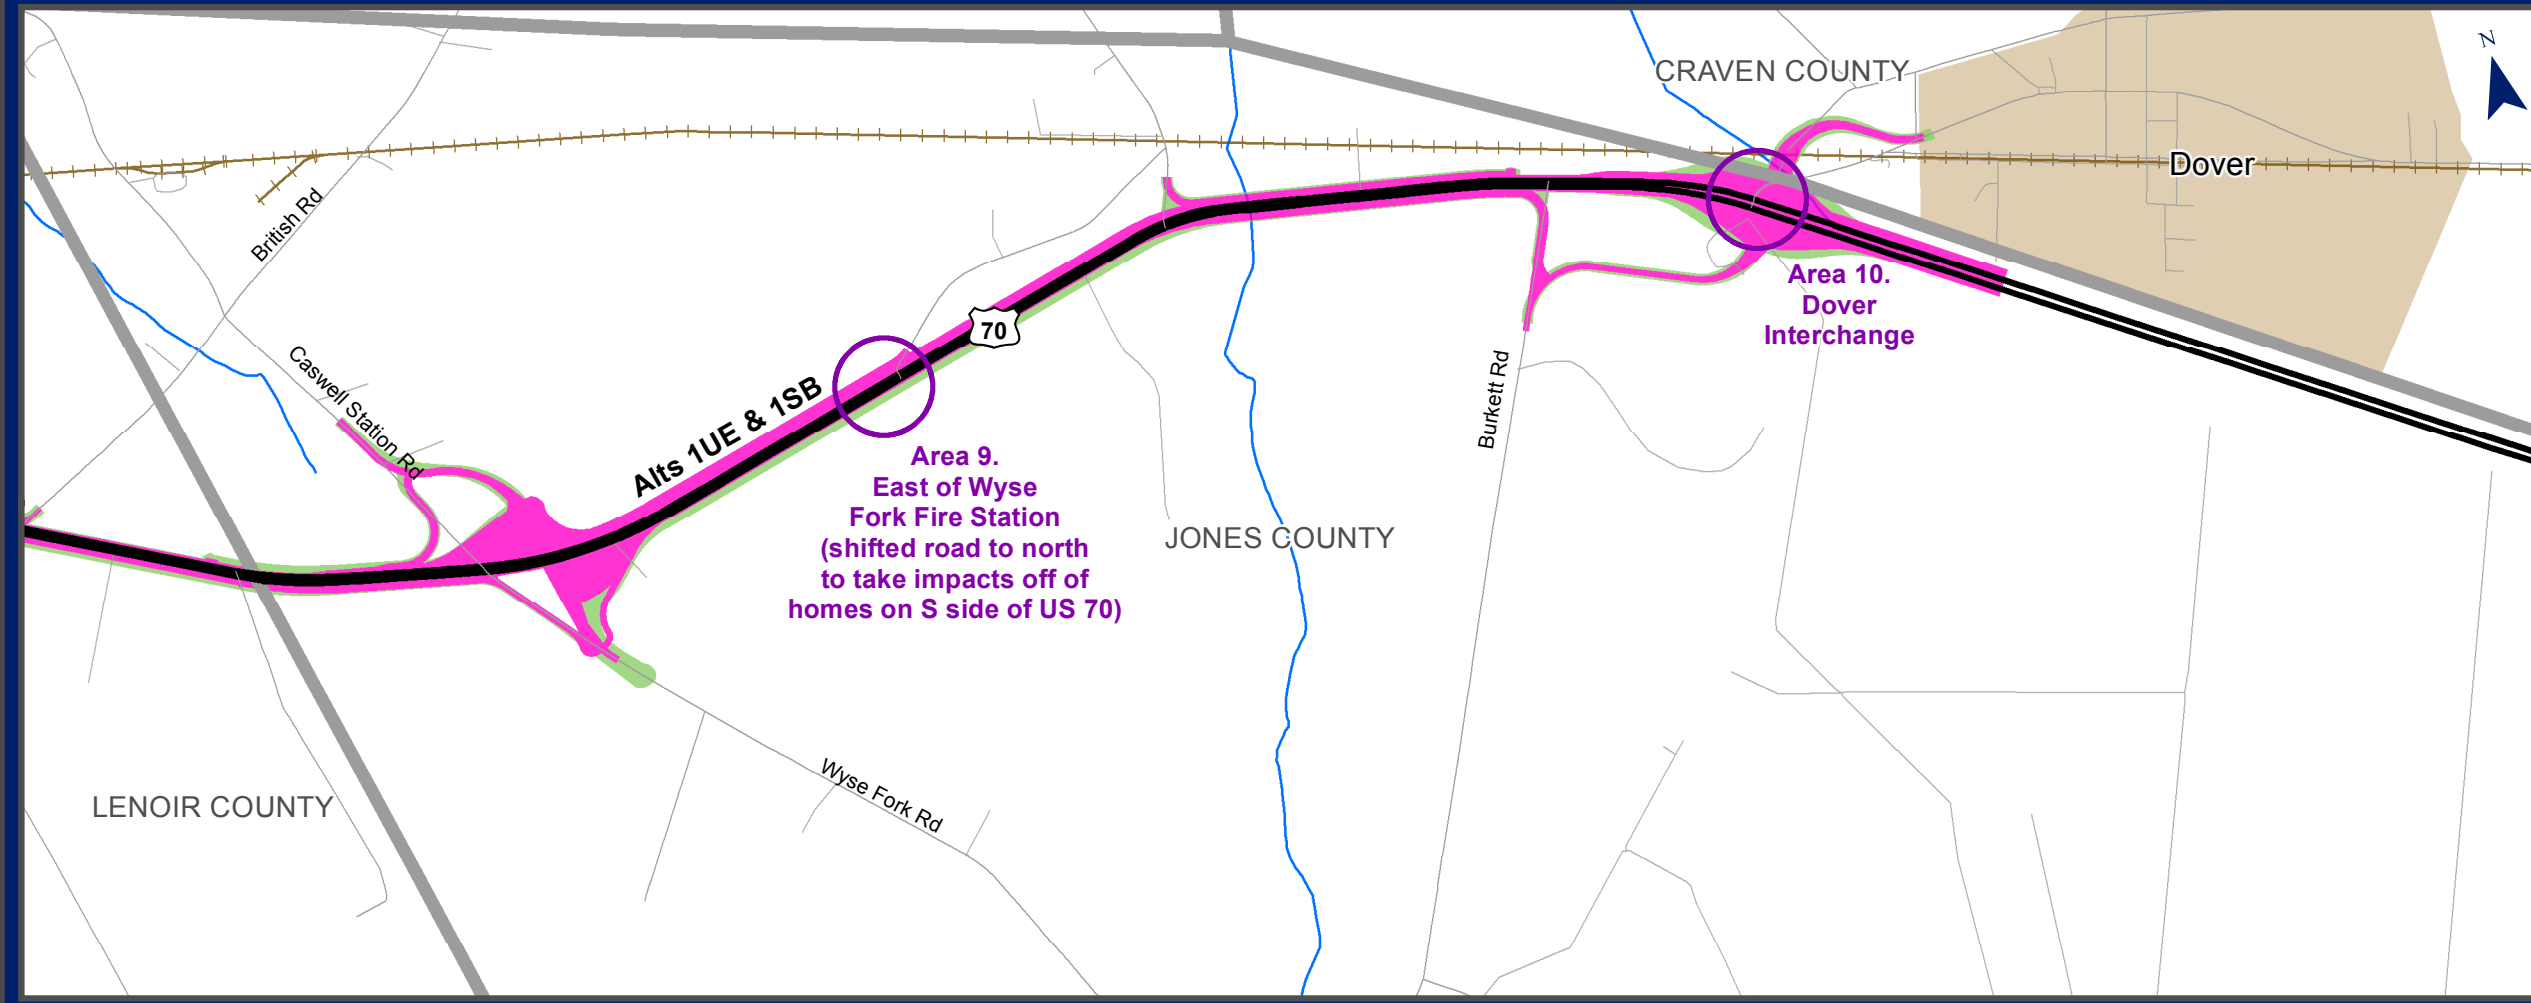 N
CRAVEN COUNTY
Dover
British Rd
Area 10.
Dover
Interchange
70
Caswell Station Rd
Alts 1UE & 1SB
Burkett Rd
Area 9.
East of Wyse
Fork Fire Station
(shifted road to north
to take impacts off of
homes on S side of US 70)
JONES COUNTY
Wyse Fork Rd
LENOIR COUNTY